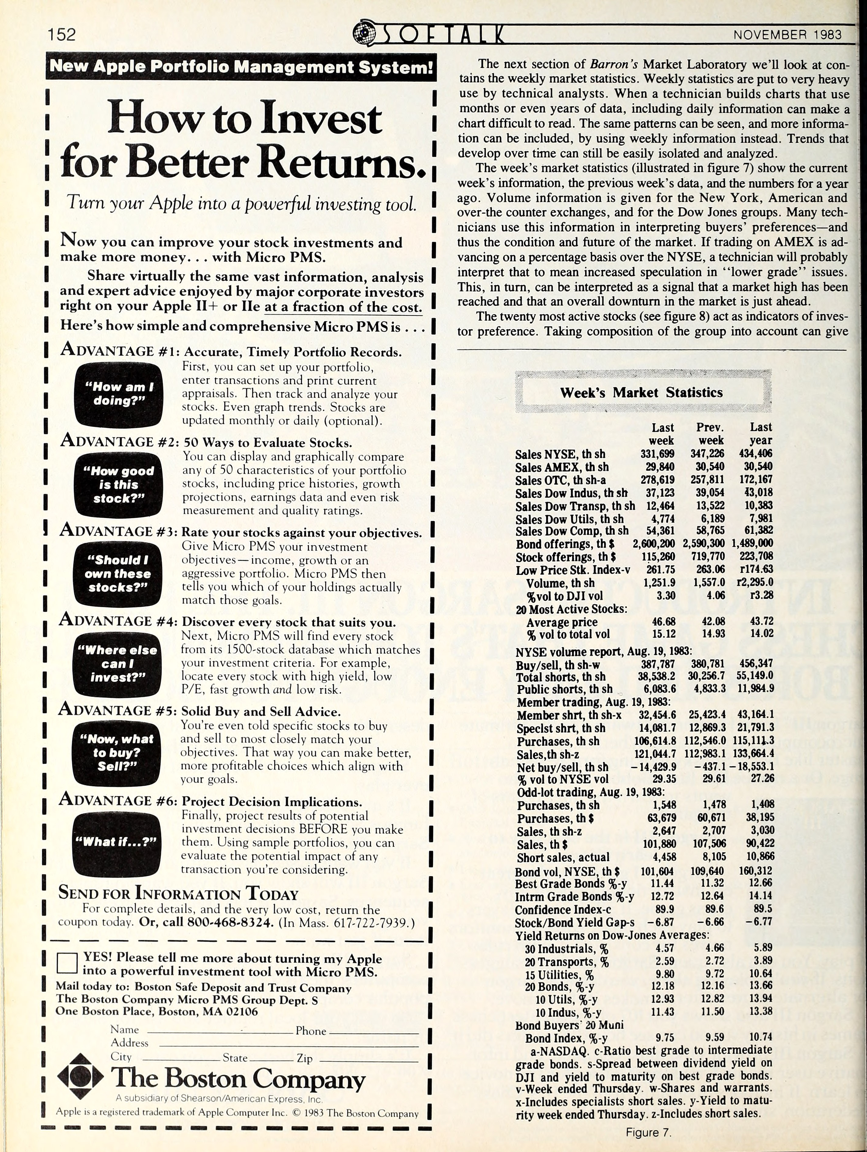 152
SOFTALK
NOVEMBER 1983
New Apple Portfolio Management System!
How to Invest
for Better Returns.
Turn your Apple into a powerful investing tool.
Now you can improve your stock investments and
make more money. . . with Micro PMS.
Share virtually the same vast information, analysis
and expert advice enjoyed by major corporate investors
right on your Apple II+ or IIe at a fraction of the cost.
Here's how simple and comprehensive Micro PMS is . . .
ADVANTAGE #1: Accurate, Timely Portfolio Records.
"How am I
doing?"
First, you can set up your portfolio,
enter transactions and print current
appraisals. Then track and analyze your
stocks. Even graph trends. Stocks are
updated monthly or daily (optional).
ADVANTAGE #2: 50 Ways to Evaluate Stocks.
"How good
is this
stock?"
You can display and graphically compare
any of 50 characteristics of your portfolio
stocks, including price histories, growth
projections, earnings data and even risk
measurement and quality ratings.
ADVANTAGE #3: Rate your stocks against your objectives.
"Should I
own these
stocks?"
Give Micro PMS your investment
objectives—income, growth or an
aggressive portfolio. Micro PMS then
tells you which of your holdings actually
match those goals.
ADVANTAGE #4: Discover every stock that suits you.
"Where else
can I
invest?"
Next, Micro PMS will find every stock
from its 1500-stock database which matches
your investment criteria. For example,
locate every stock with high yield, low
P/E, fast growth and low risk.
ADVANTAGE #5: Solid Buy and Sell Advice.
"Now, what
to buy?
Sell?"
You're even told specific stocks to buy
and sell to most closely match your
objectives. That way you can make better,
more profitable choices which align with
your goals.
ADVANTAGE #6: Project Decision Implications.
"What if...?"
Finally, project results of potential
investment decisions BEFORE you make
them. Using sample portfolios, you can
evaluate the potential impact of any
transaction you're considering.
SEND FOR INFORMATION TODAY
For complete details, and the very low cost, return the
coupon today. Or, call 800-468-8324. (In Mass. 617-722-7939.)
YES! Please tell me more about turning my Apple
into a powerful investment tool with Micro PMS.
Mail today to: Boston Safe Deposit and Trust Company
The Boston Company Micro PMS Group Dept. S
One Boston Place, Boston, MA 02106
Name Phone
Address
City State Zip
The Boston Company
A subsidiary of Shearson/American Express, Inc.
Apple is a registered trademark of Apple Computer Inc. © 1983 The Boston Company
The next section of Barron's Market Laboratory we'll look at con-
tains the weekly market statistics. Weekly statistics are put to very heavy
use by technical analysts. When a technician builds charts that use
months or even years of data, including daily information can make a
chart difficult to read. The same patterns can be seen, and more informa-
tion can be included, by using weekly information instead. Trends that
develop over time can still be easily isolated and analyzed.
The week's market statistics (illustrated in figure 7) show the current
week's information, the previous week's data, and the numbers for a year
ago. Volume information is given for the New York, American and
over-the counter exchanges, and for the Dow Jones groups. Many tech-
nicians use this information in interpreting buyers' preferences—and
thus the condition and future of the market. If trading on AMEX is ad-
vancing on a percentage basis over the NYSE, a technician will probably
interpret that to mean increased speculation in "lower grade" issues.
This, in turn, can be interpreted as a signal that a market high has been
reached and that an overall downturn in the market is just ahead.
The twenty most active stocks (see figure 8) act as indicators of inves-
tor preference. Taking composition of the group into account can give
Week's Market Statistics
Last Prev. Last
week week year
Sales NYSE, th sh 331,699 347,226 434,406
Sales AMEX, th sh 29,840 30,540 30,540
Sales OTC, th sh-a 278,619 257,811 172,167
Sales Dow Indus, th sh 37,123 39,054 43,018
Sales Dow Transp, th sh 12,464 13,522 10,383
Sales Dow Utils, th sh 4,774 6,189 7,981
Sales Dow Comp, th sh 54,361 58,765 61,382
Bond offerings, th $ 2,600,200 2,590,300 1,489,000
Stock offerings, th $ 115,260 719,770 223,708
Low Price Stk. Index-v 261.75 263.06 r174.63
Volume, th sh 1,251.9 1,557.0 r2,295.0
%vol to DJI vol 3.30 4.06 r3.28
20 Most Active Stocks:
Average price 46.68 42.08 43.72
% vol to total vol 15.12 14.93 14.02
NYSE volume report, Aug. 19, 1983:
Buy/sell, th sh-w 387,787 380,781 456,347
Total shorts, th sh 38,538.2 30,256.7 55,149.0
Public shorts, th sh 6,083.6 4,833.3 11,984.9
Member trading, Aug. 19, 1983:
Member shrt, th sh-x 32,454.6 25,423.4 43,164.1
Speclst shrt, th sh 14,081.7 12,869.3 21,791.3
Purchases, th sh 106,614.8 112,546.0 115,111.3
Sales,th sh-z 121,044.7 112,983.1 133,664.4
Net buy/sell, th sh −14,429.9 −437.1 −18,553.1
% vol to NYSE vol 29.35 29.61 27.26
Odd-lot trading, Aug. 19, 1983:
Purchases, th sh 1,548 1,478 1,408
Purchases, th $ 63,679 60,671 38,195
Sales, th sh-z 2,647 2,707 3,030
Sales, th $ 101,880 107,506 90,422
Short sales, actual 4,458 8,105 10,866
Bond vol, NYSE, th $ 101,604 109,640 160,312
Best Grade Bonds %-y 11.44 11.32 12.66
Intrm Grade Bonds %-y 12.72 12.64 14.14
Confidence Index-c 89.9 89.6 89.5
Stock/Bond Yield Gap-s −6.87 −6.66 −6.77
Yield Returns on Dow-Jones Averages:
30 Industrials, % 4.57 4.66 5.89
20 Transports, % 2.59 2.72 3.89
15 Utilities, % 9.80 9.72 10.64
20 Bonds, %-y 12.18 12.16 13.66
10 Utils, %-y 12.93 12.82 13.94
10 Indus, %-y 11.43 11.50 13.38
Bond Buyers' 20 Muni
Bond Index, %-y 9.75 9.59 10.74
a-NASDAQ. c-Ratio best grade to intermediate
grade bonds. s-Spread between dividend yield on
DJI and yield to maturity on best grade bonds.
v-Week ended Thursday. w-Shares and warrants.
x-Includes specialists short sales. y-Yield to matu-
rity week ended Thursday. z-Includes short sales.
Figure 7.